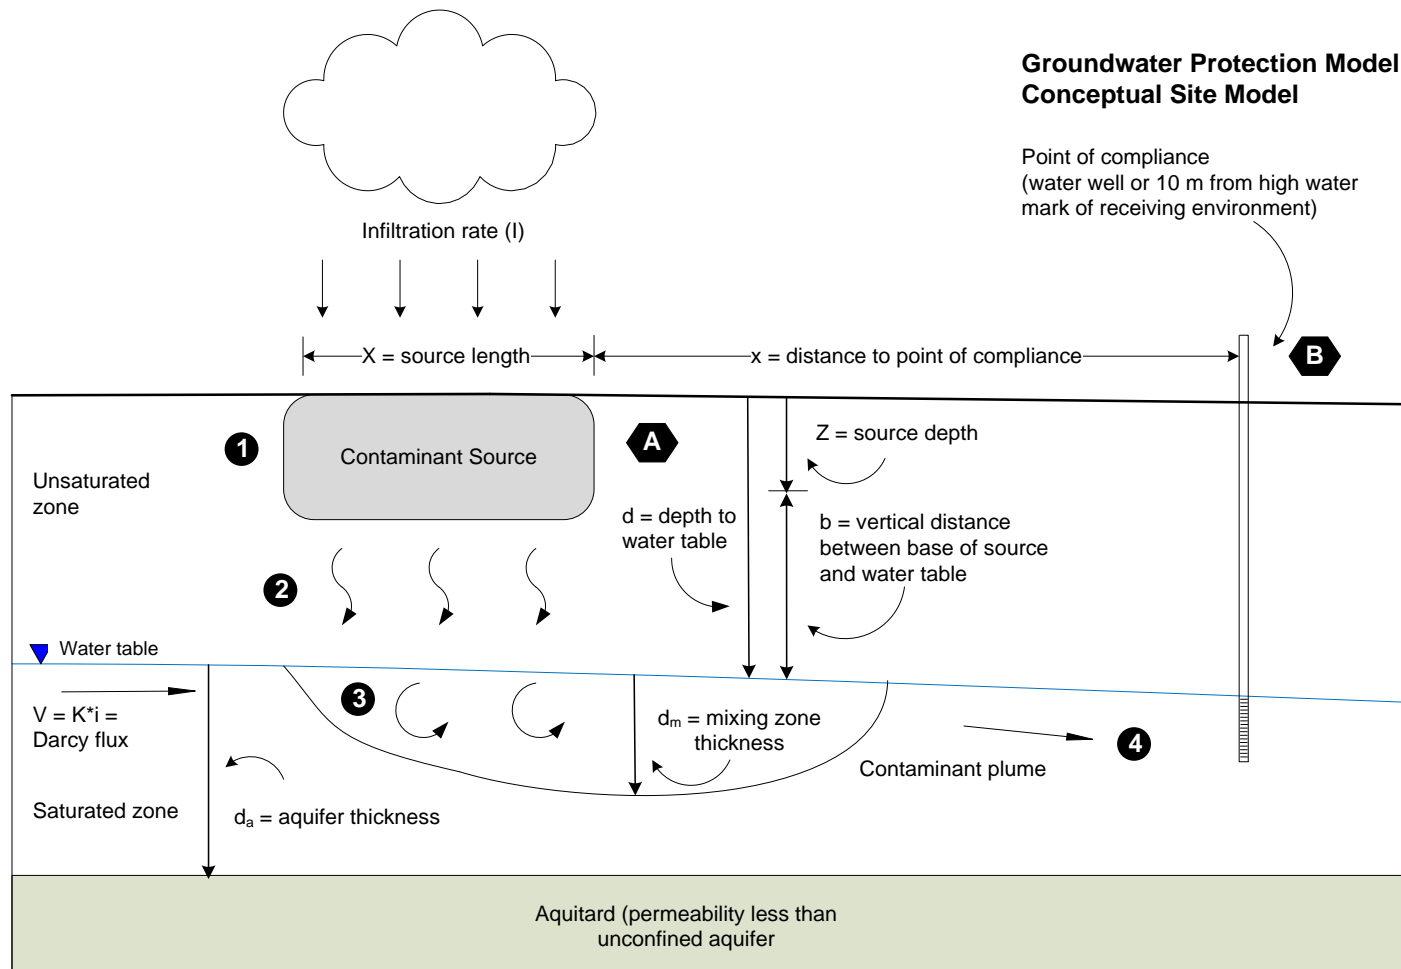 Groundwater Protection Model
Conceptual Site Model
Point of compliance
(water well or 10 m from high water
mark of receiving environment)
Infiltration rate (I)
X = source length
x = distance to point of compliance
B
1
Contaminant Source
A
Z = source depth
Unsaturated
zone
d = depth to
water table
b = vertical distance
between base of source
and water table
2
Water table
3
V = K*i =
Darcy flux
dm = mixing zone
thickness
4
Contaminant plume
Saturated zone
da = aquifer thickness
Aquitard (permeability less than
unconfined aquifer